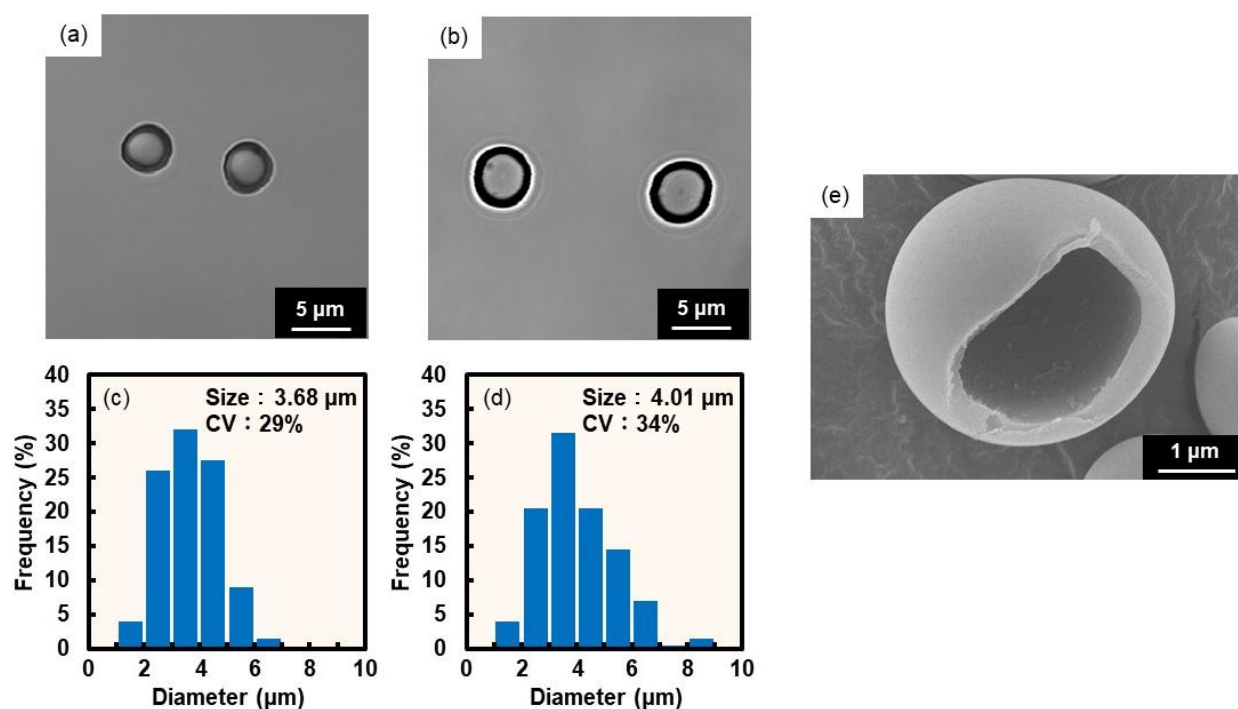 (a)
5 μm
(b)
5 μm
(e)
1 μm
(c)
Size：3.68 μm
CV：29%
Frequency (%)
40
35
30
25
20
15
10
5
0
0 2 4 6 8 10
Diameter (μm)
(d)
Size：4.01 μm
CV：34%
Frequency (%)
40
35
30
25
20
15
10
5
0
0 2 4 6 8 10
Diameter (μm)